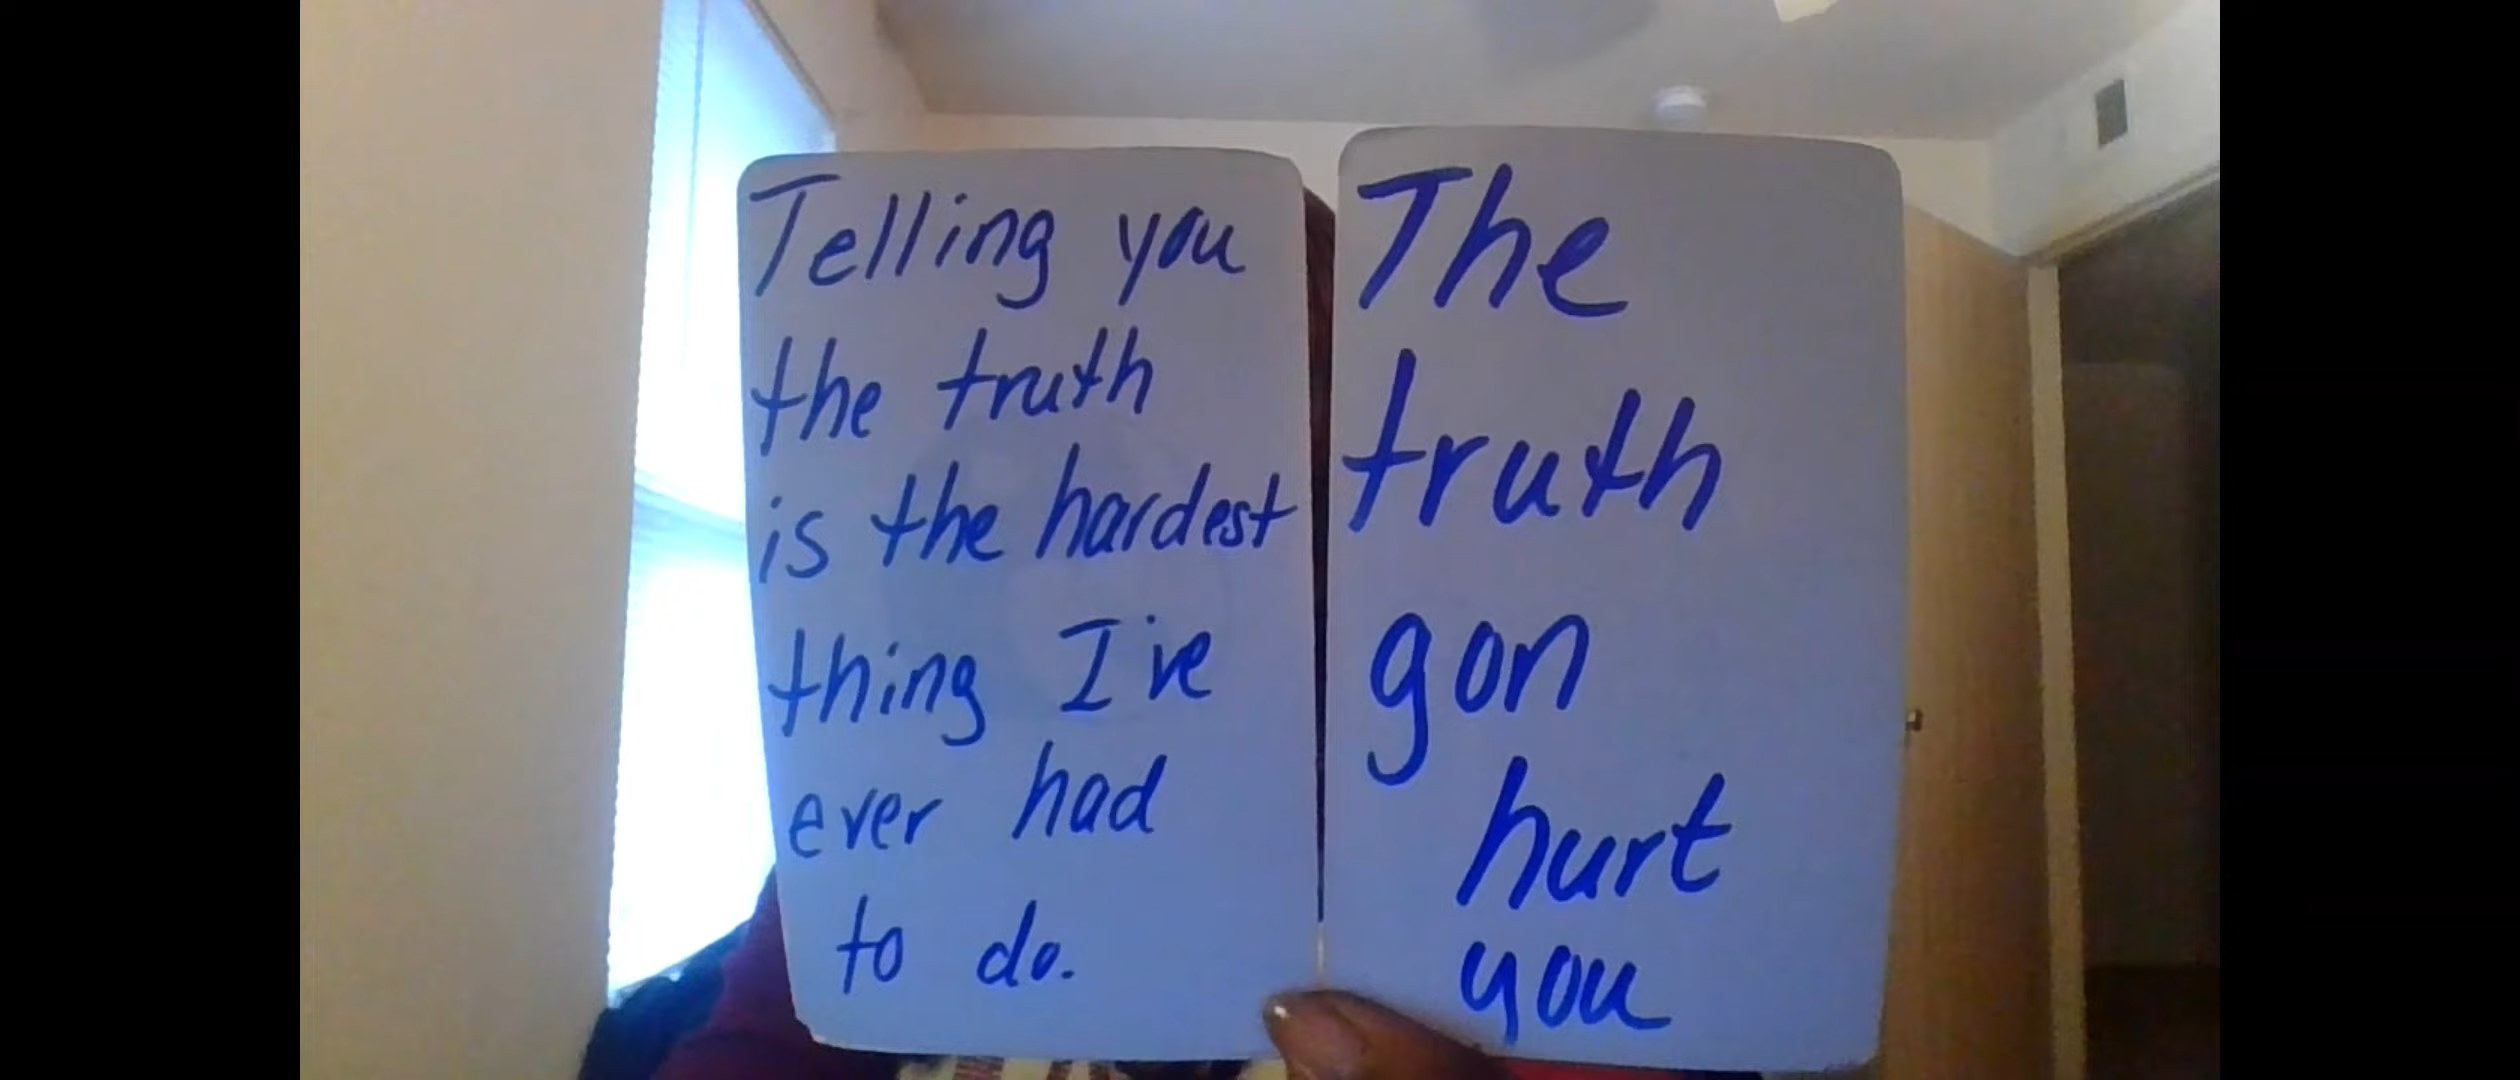 Telling you
the truth
is the hardest
thing I've
ever had
to do.
The
truth
gon
hurt
you